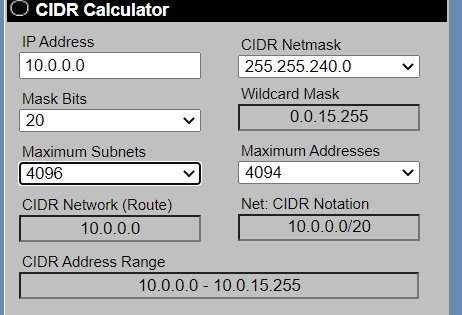 CIDR Calculator
IP Address
CIDR Netmask
10.0.0.0
255.255.240.0
Mask Bits
Wildcard Mask
20
0.0.15.255
Maximum Subnets
Maximum Addresses
4096
4094
CIDR Network (Route)
Net: CIDR Notation
10.0.0.0
10.0.0.0/20
CIDR Address Range
10.0.0.0 - 10.0.15.255